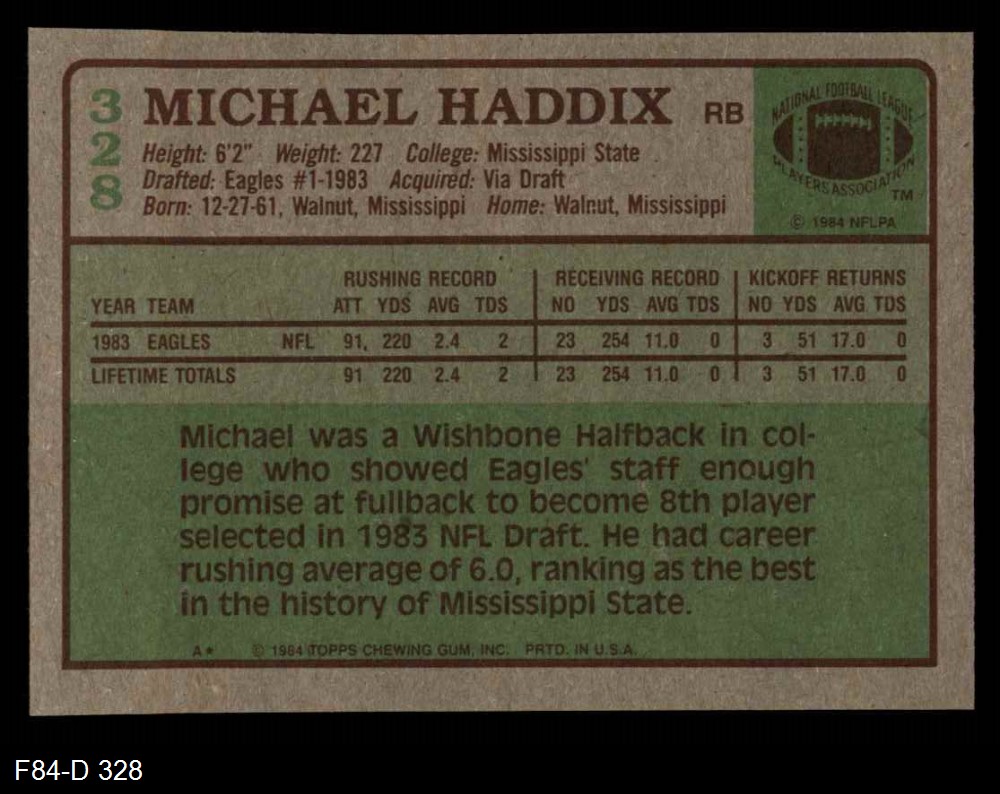 328
MICHAEL HADDIX RB
Height: 6'2" Weight: 227 College: Mississippi State
Drafted: Eagles #1-1983 Acquired: Via Draft
Born: 12-27-61, Walnut, Mississippi Home: Walnut, Mississippi
NATIONAL FOOTBALL LEAGUE
PLAYERS ASSOCIATION
TM
© 1984 NFLPA
RUSHING RECORD RECEIVING RECORD KICKOFF RETURNS
YEAR TEAM ATT YDS AVG TDS NO YDS AVG TDS NO YDS AVG TDS
1983 EAGLES NFL 91, 220 2.4 2 23 254 11.0 0 3 51 17.0 0
LIFETIME TOTALS 91 220 2.4 2 23 254 11.0 0 3 51 17.0 0
Michael was a Wishbone Halfback in col-
lege who showed Eagles' staff enough
promise at fullback to become 8th player
selected in 1983 NFL Draft. He had career
rushing average of 6.0, ranking as the best
in the history of Mississippi State.
A* © 1984 TOPPS CHEWING GUM, INC. PRTD. IN U.S.A.
F84-D 328